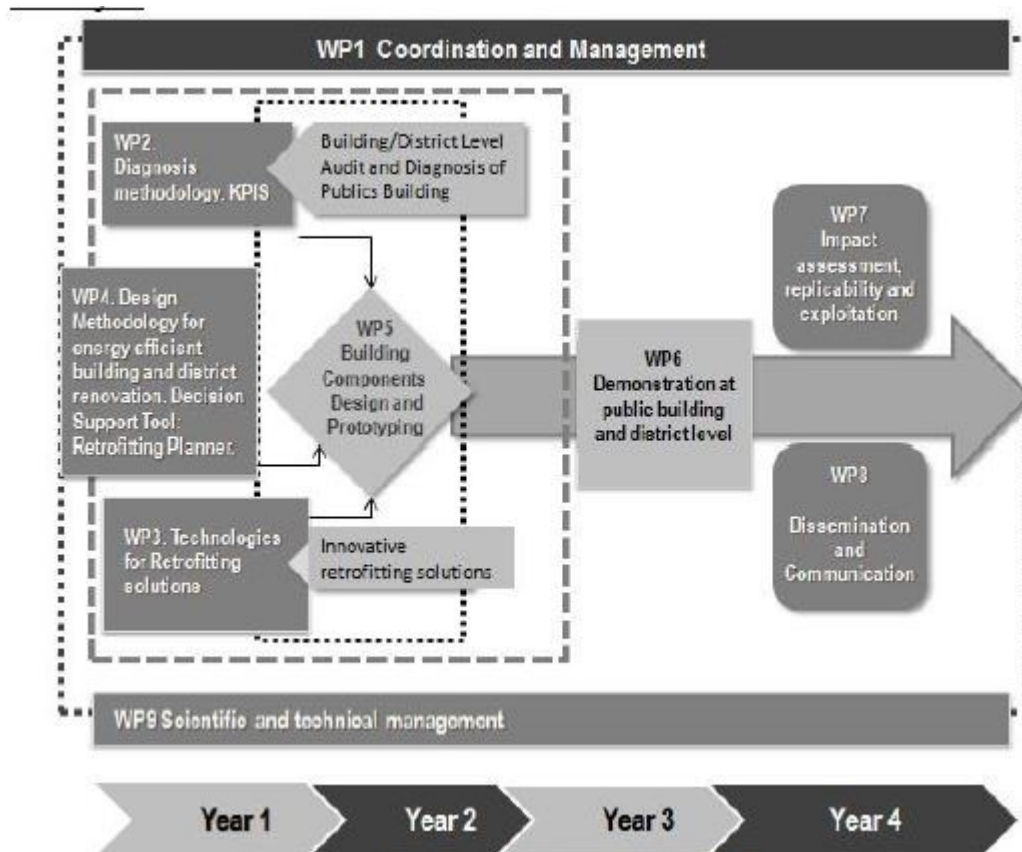 WP1 Coordination and Management
WP2.
Diagnosis
methodology. KPIS
Building/District Level
Audit and Diagnosis of
Publics Building
WP4. Design
Methodology for
energy efficient
building and district
renovation. Decision
Support Tool:
Retrofitting Planner.
WP5
Building
Components
Design and
Prototyping
WP3. Technologies
for Retrofitting
solutions
Innovative
retrofitting solutions
WP6
Demonstration at
public building
and district level
WP7
Impact
assessment,
replicability and
exploitation
WP8
Dissemination
and
Communication
WP9 Scientific and technical management
Year 1
Year 2
Year 3
Year 4